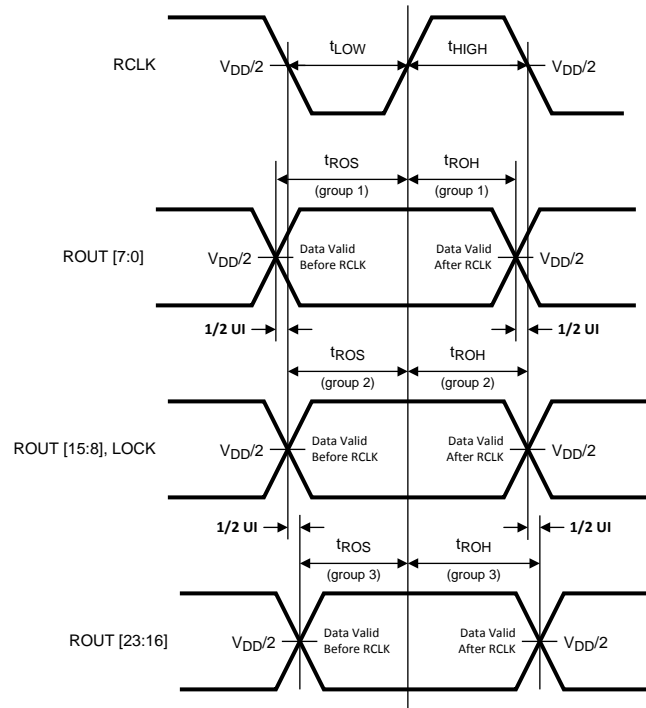 RCLK
VDD/2
tLOW
tHIGH
VDD/2
tROS
(group 1)
tROH
(group 1)
ROUT [7:0]
VDD/2
Data Valid
Before RCLK
Data Valid
After RCLK
VDD/2
1/2 UI
1/2 UI
tROS
(group 2)
tROH
(group 2)
ROUT [15:8], LOCK
VDD/2
Data Valid
Before RCLK
Data Valid
After RCLK
VDD/2
1/2 UI
1/2 UI
tROS
(group 3)
tROH
(group 3)
ROUT [23:16]
VDD/2
Data Valid
Before RCLK
Data Valid
After RCLK
VDD/2